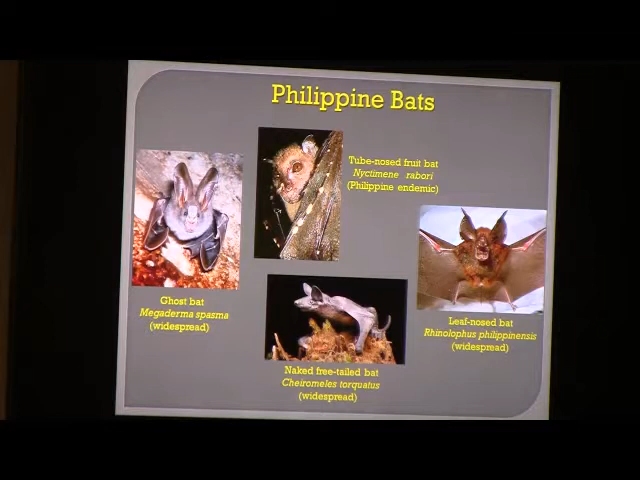 Philippine Bats
Tube-nosed fruit bat
Nyctimene rabori
(Philippine endemic)
Ghost bat
Megaderma spasma
(widespread)
Leaf-nosed bat
Rhinolophus philippinensis
(widespread)
Naked free-tailed bat
Cheiromeles torquatus
(widespread)